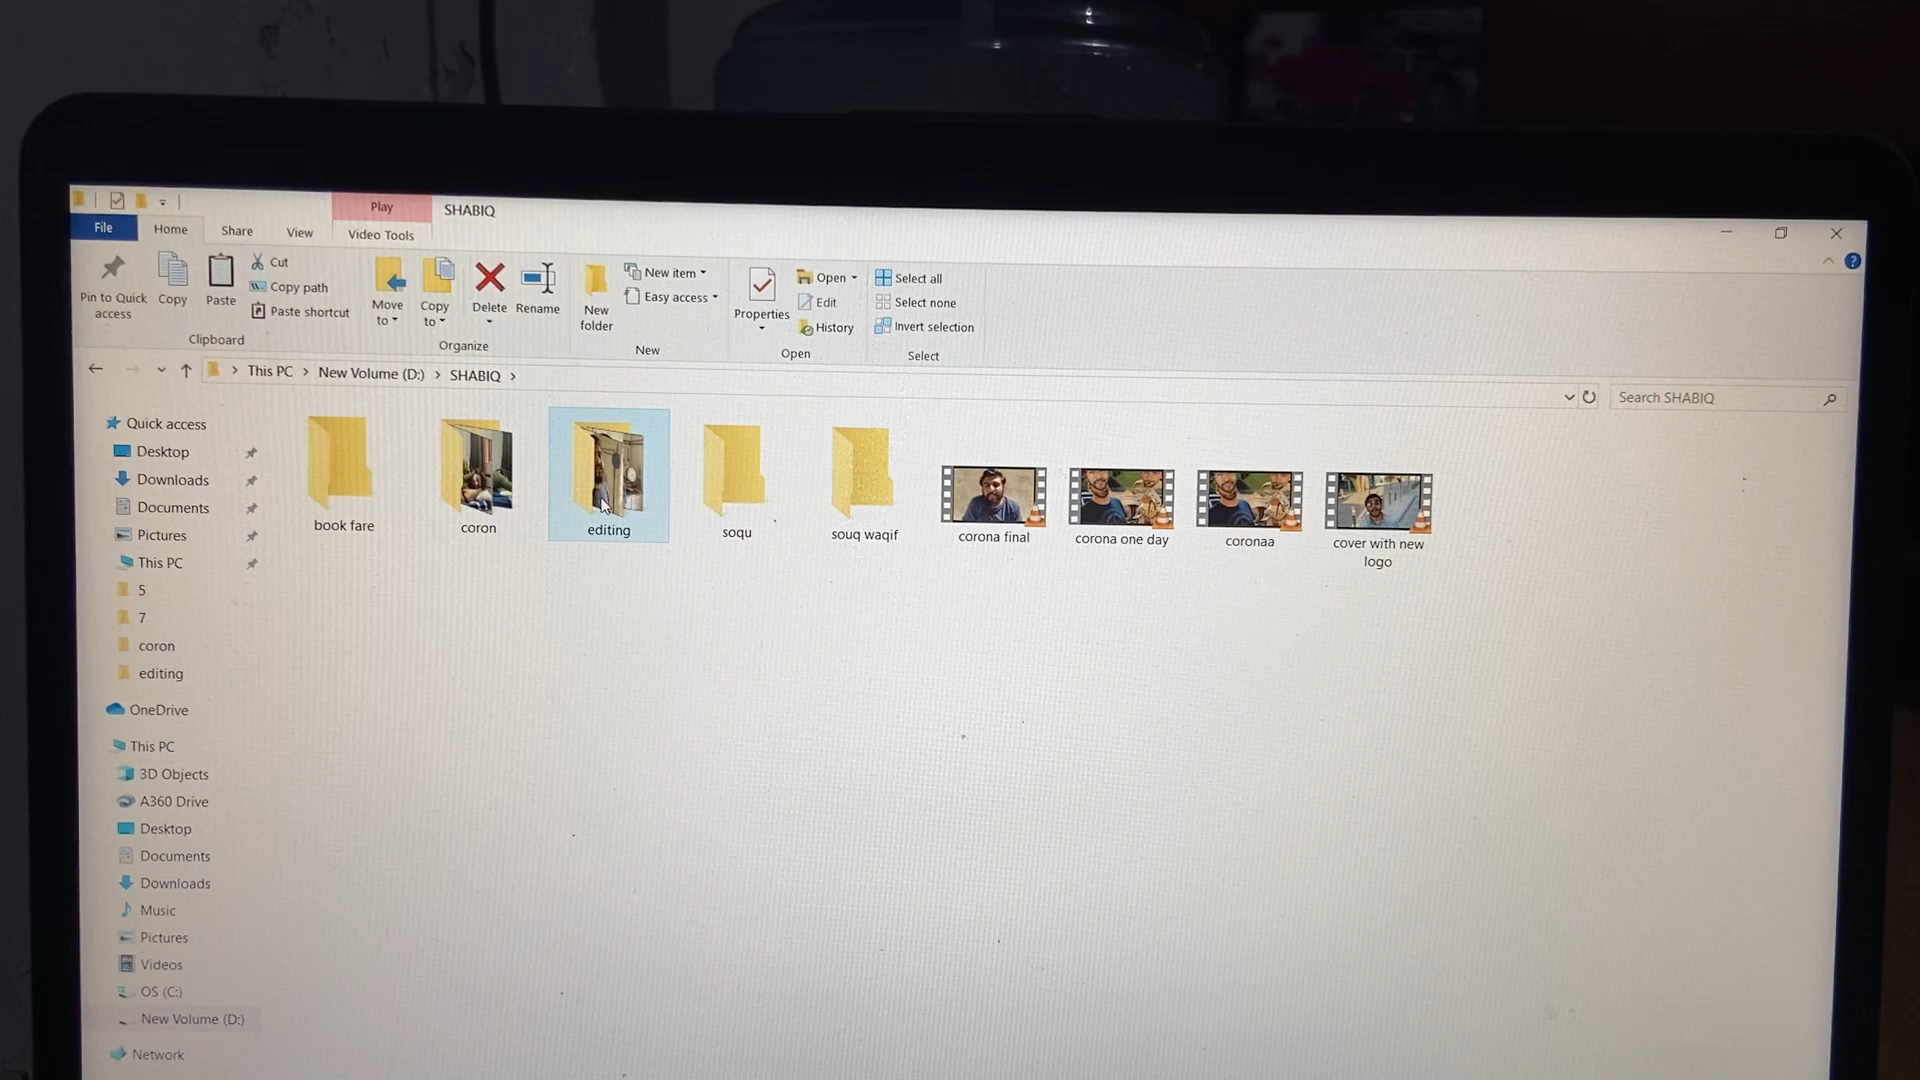 Play
SHABIQ
File
Home
Share
View
Video Tools
Pin to Quick
access
Copy
Paste
Cut
Copy path
Paste shortcut
Clipboard
Move
to
Copy
to
Delete
Rename
Organize
New
folder
New item
Easy access
New
Properties
Open
Edit
History
Open
Select all
Select none
Invert selection
Select
This PC > New Volume (D:) > SHABIQ >
Search SHABIQ
Quick access
Desktop
Downloads
Documents
Pictures
This PC
5
7
coron
editing
OneDrive
This PC
3D Objects
A360 Drive
Desktop
Documents
Downloads
Music
Pictures
Videos
OS (C:)
New Volume (D:)
Network
book fare
coron
editing
soqu
souq waqif
corona final
corona one day
coronaa
cover with new
logo